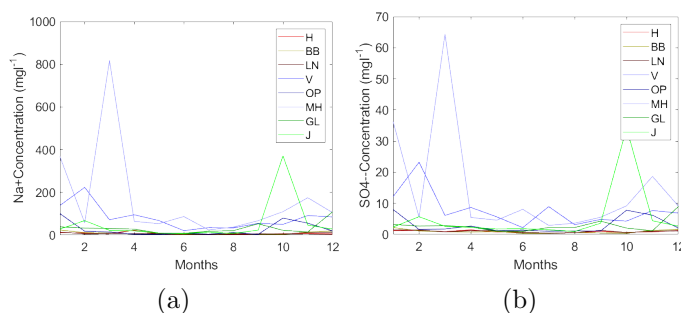 1000
800
600
400
200
0
Na+Concentration (mgl-1)
2 4 6 8 10 12
Months
H
BB
LN
V
OP
MH
GL
J
(a)
70
60
50
40
30
20
10
0
SO4--Concentration (mgl-1)
2 4 6 8 10 12
Months
H
BB
LN
V
OP
MH
GL
J
(b)